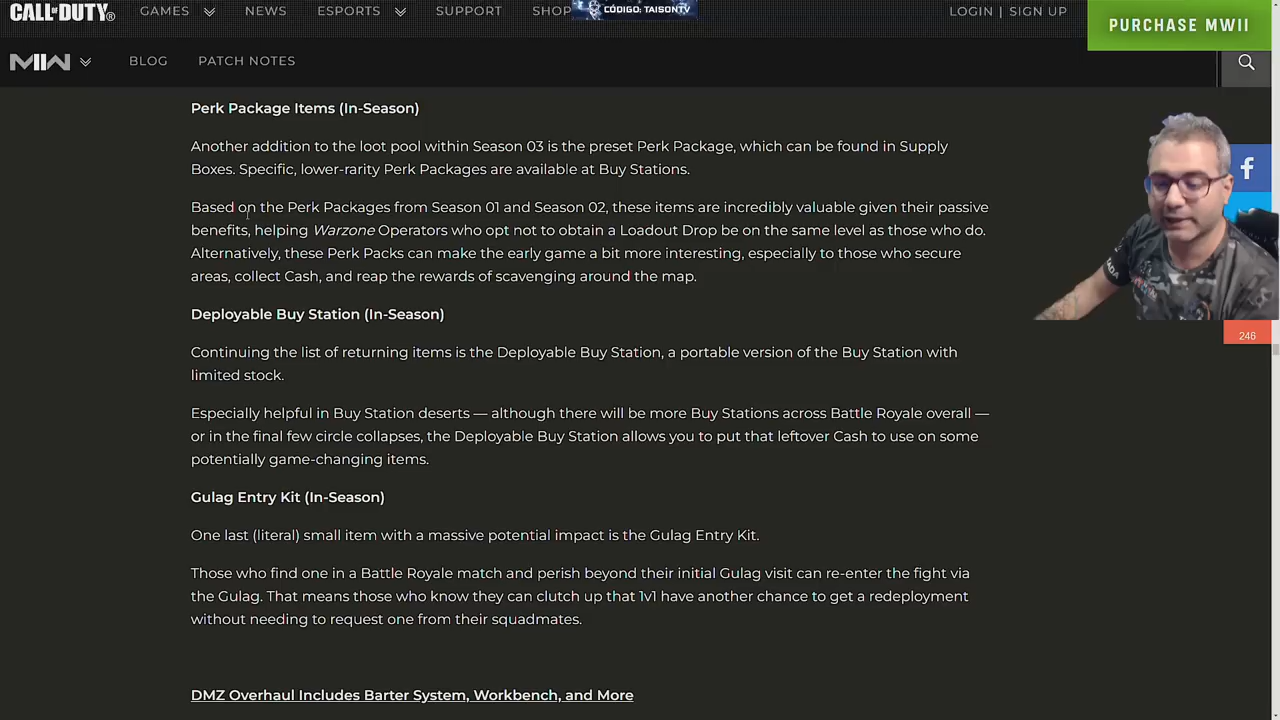 CALL OF DUTY®
GAMES
NEWS
ESPORTS
SUPPORT
SHOP
CÓDIGO: TAISONTV
LOGIN | SIGN UP
PURCHASE MWII
MWII
BLOG
PATCH NOTES
Perk Package Items (In-Season)
Another addition to the loot pool within Season 03 is the preset Perk Package, which can be found in Supply
Boxes. Specific, lower-rarity Perk Packages are available at Buy Stations.
Based on the Perk Packages from Season 01 and Season 02, these items are incredibly valuable given their passive
benefits, helping Warzone Operators who opt not to obtain a Loadout Drop be on the same level as those who do.
Alternatively, these Perk Packs can make the early game a bit more interesting, especially to those who secure
areas, collect Cash, and reap the rewards of scavenging around the map.
Deployable Buy Station (In-Season)
Continuing the list of returning items is the Deployable Buy Station, a portable version of the Buy Station with
limited stock.
Especially helpful in Buy Station deserts — although there will be more Buy Stations across Battle Royale overall —
or in the final few circle collapses, the Deployable Buy Station allows you to put that leftover Cash to use on some
potentially game-changing items.
246
Gulag Entry Kit (In-Season)
One last (literal) small item with a massive potential impact is the Gulag Entry Kit.
Those who find one in a Battle Royale match and perish beyond their initial Gulag visit can re-enter the fight via
the Gulag. That means those who know they can clutch up that 1v1 have another chance to get a redeployment
without needing to request one from their squadmates.
DMZ Overhaul Includes Barter System, Workbench, and More